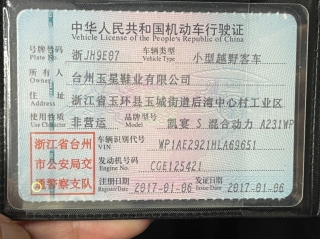 中华人民共和国机动车行驶证
Vehicle License of the People's Republic of China
号牌号码 浙JH9E07 车辆类型 小型越野客车
Plate No. Vehicle Type
所有人 台州玉星鞋业有限公司
Owner
住址 浙江省玉环县玉城街道后湾中心村工业区
Address
使用性质 非营运 品牌型号 凯宴 S 混合动力 A231WP
Use Character Model
浙江省台州
市公安局交
通警察支队
车辆识别代号 WP1AE2921HLA69651
VIN
发动机号码 CGE125421
Engine No.
注册日期 2017-01-06 发证日期 2017-01-06
Register Date Issue Date